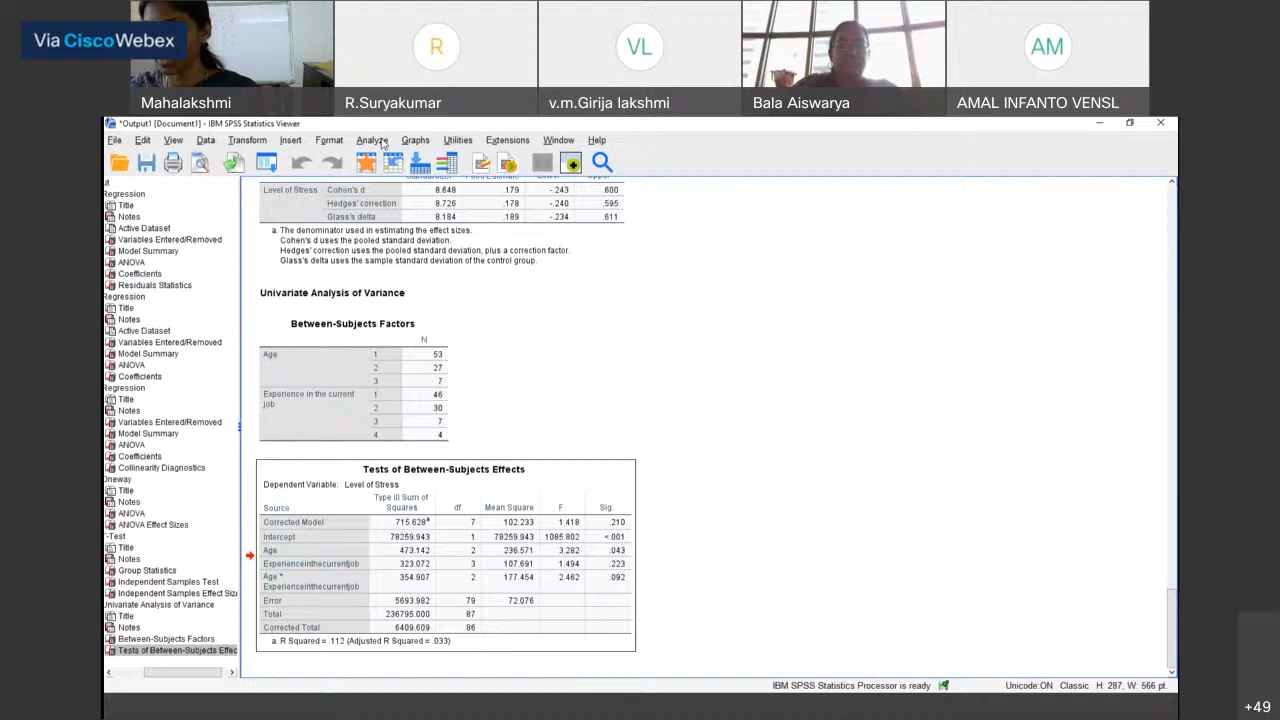 Via Cisco Webex
R
VL
AM
Mahalakshmi
R.Suryakumar
v.m.Girija lakshmi
Bala Aiswarya
AMAL INFANTO VENSL
*Output1 [Document1] - IBM SPSS Statistics Viewer
File Edit View Data Transform Insert Format Analyze Graphs Utilities Extensions Window Help
Regression
Title
Notes
Active Dataset
Variables Entered/Removed
Model Summary
ANOVA
Coefficients
Residuals Statistics
Regression
Title
Notes
Active Dataset
Variables Entered/Removed
Model Summary
ANOVA
Coefficients
Regression
Title
Notes
Variables Entered/Removed
Model Summary
ANOVA
Coefficients
Collinearity Diagnostics
Oneway
Title
Notes
ANOVA
ANOVA Effect Sizes
-Test
Title
Notes
Group Statistics
Independent Samples Test
Independent Samples Effect Size
Univariate Analysis of Variance
Title
Notes
Between-Subjects Factors
Tests of Between-Subjects Effec
Level of Stress Cohen's d 8.648 .179 -.243 .600
Hedges' correction 8.726 .178 -.240 .595
Glass's delta 8.184 .189 -.234 .611
a. The denominator used in estimating the effect sizes.
Cohen's d uses the pooled standard deviation.
Hedges' correction uses the pooled standard deviation, plus a correction factor.
Glass's delta uses the sample standard deviation of the control group.
Univariate Analysis of Variance
Between-Subjects Factors
N
Age 1 53
2 27
3 7
Experience in the current job 1 46
2 30
3 7
4 4
Tests of Between-Subjects Effects
Dependent Variable: Level of Stress
Source Type III Sum of Squares df Mean Square F Sig.
Corrected Model 715.628a 7 102.233 1.418 .210
Intercept 78259.943 1 78259.943 1085.802 <.001
Age 473.142 2 236.571 3.282 .043
Experienceinthecurrentjob 323.072 3 107.691 1.494 .223
Age * Experienceinthecurrentjob 354.907 2 177.454 2.462 .092
Error 5693.982 79 72.076
Total 236795.000 87
Corrected Total 6409.609 86
a. R Squared = .112 (Adjusted R Squared = .033)
IBM SPSS Statistics Processor is ready Unicode:ON Classic H: 287, W: 566 pt.
+49